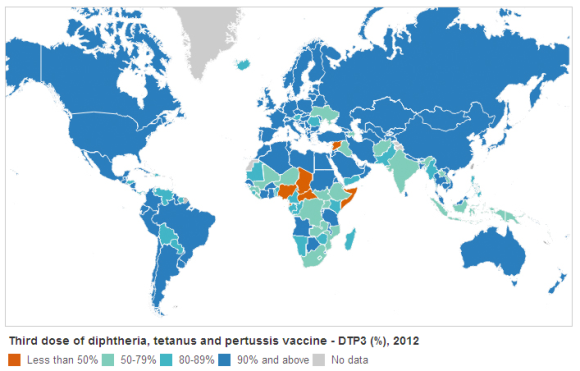 Third dose of diphtheria, tetanus and pertussis vaccine - DTP3 (%), 2012
Less than 50% 50-79% 80-89% 90% and above No data